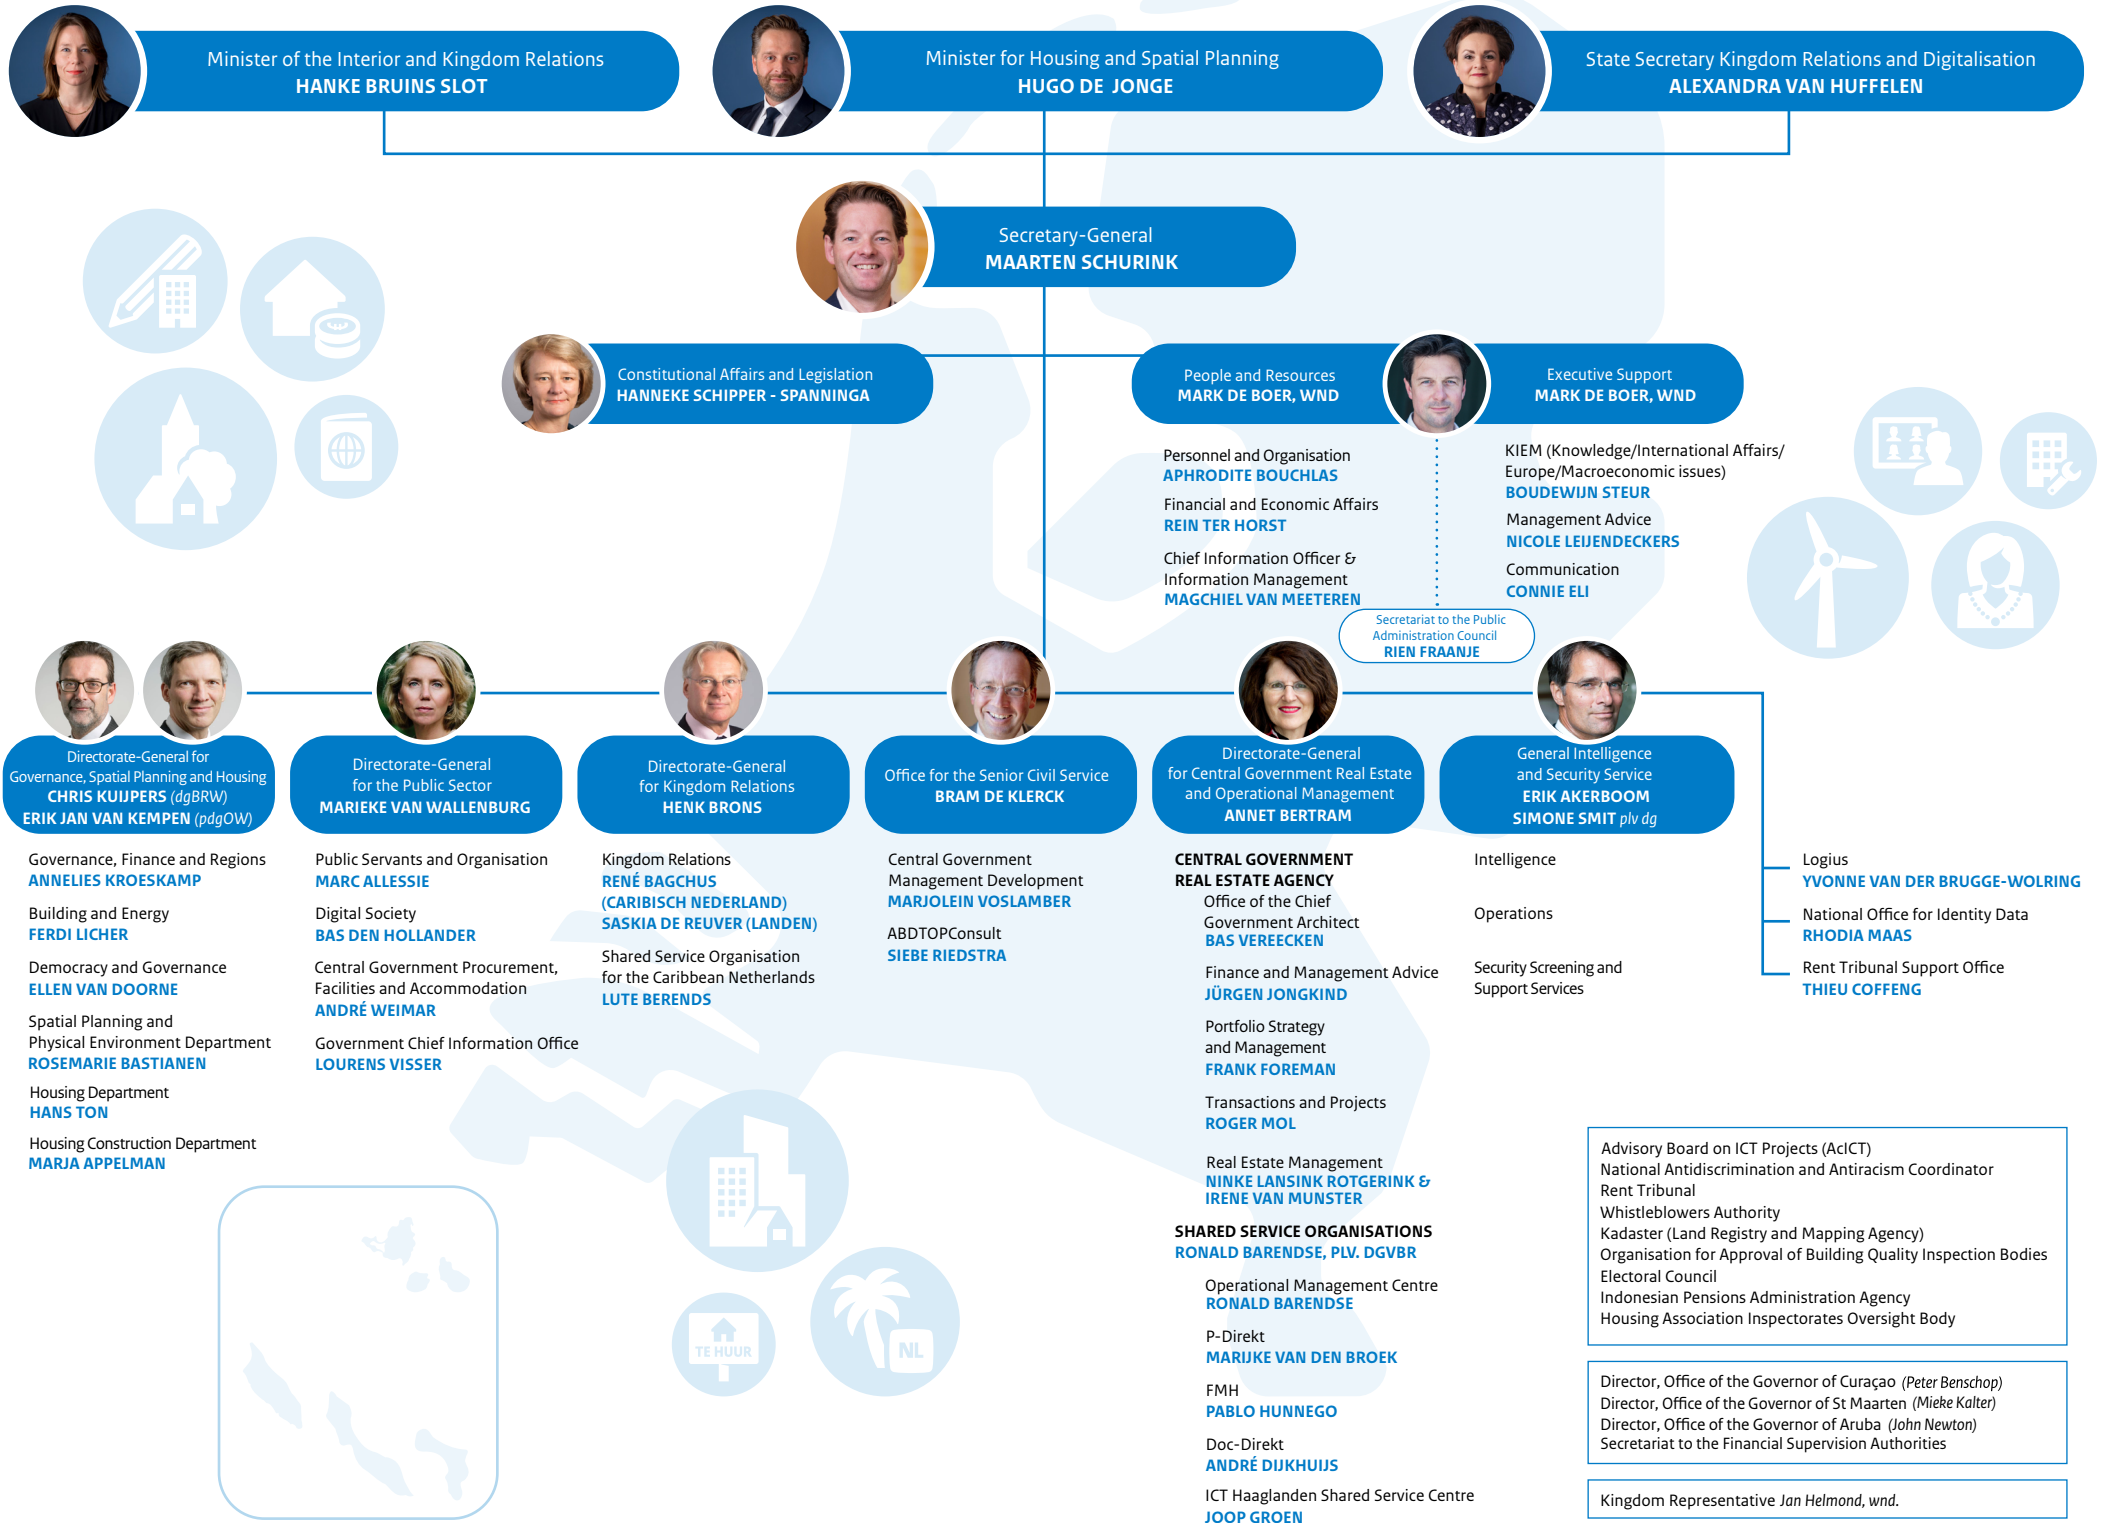 Minister of the Interior and Kingdom Relations
HANKE BRUINS SLOT
Minister for Housing and Spatial Planning
HUGO DE JONGE
State Secretary Kingdom Relations and Digitalisation
ALEXANDRA VAN HUFFELEN
Secretary-General
MAARTEN SCHURINK
Constitutional Affairs and Legislation
HANNEKE SCHIPPER - SPANNINGA
People and Resources
MARK DE BOER, WND
Executive Support
MARK DE BOER, WND
Personnel and Organisation
APHRODITE BOUCHLAS
Financial and Economic Affairs
REIN TER HORST
Chief Information Officer &
Information Management
MAGCHIEL VAN MEETEREN
KIEM (Knowledge/International Affairs/
Europe/Macroeconomic issues)
BOUDEWIJN STEUR
Management Advice
NICOLE LEIJENDECKERS
Communication
CONNIE ELI
Secretariat to the Public
Administration Council
RIEN FRAANJE
Directorate-General for
Governance, Spatial Planning and Housing
CHRIS KUIJPERS (dgBRW)
ERIK JAN VAN KEMPEN (pdgOW)
Governance, Finance and Regions
ANNELIES KROESKAMP
Building and Energy
FERDI LICHER
Democracy and Governance
ELLEN VAN DOORNE
Spatial Planning and
Physical Environment Department
ROSEMARIE BASTIANEN
Housing Department
HANS TON
Housing Construction Department
MARJA APPELMAN
Directorate-General
for the Public Sector
MARIEKE VAN WALLENBURG
Public Servants and Organisation
MARC ALLESSIE
Digital Society
BAS DEN HOLLANDER
Central Government Procurement,
Facilities and Accommodation
ANDRÉ WEIMAR
Government Chief Information Office
LOURENS VISSER
Directorate-General
for Kingdom Relations
HENK BRONS
Kingdom Relations
RENÉ BAGCHUS
(CARIBISCH NEDERLAND)
SASKIA DE REUVER (LANDEN)
Shared Service Organisation
for the Caribbean Netherlands
LUTE BERENDS
Office for the Senior Civil Service
BRAM DE KLERCK
Central Government
Management Development
MARJOLEIN VOSLAMBER
ABDTOPConsult
SIEBE RIEDSTRA
Directorate-General
for Central Government Real Estate
and Operational Management
ANNET BERTRAM
CENTRAL GOVERNMENT
REAL ESTATE AGENCY
Office of the Chief
Government Architect
BAS VEREECKEN
Finance and Management Advice
JÜRGEN JONGKIND
Portfolio Strategy
and Management
FRANK FOREMAN
Transactions and Projects
ROGER MOL
Real Estate Management
NINKE LANSINK ROTGERINK &
IRENE VAN MUNSTER
SHARED SERVICE ORGANISATIONS
RONALD BARENDSE, PLV. DGVBR
Operational Management Centre
RONALD BARENDSE
P-Direkt
MARIJKE VAN DEN BROEK
FMH
PABLO HUNNEGO
Doc-Direkt
ANDRÉ DIJKHUIJS
ICT Haaglanden Shared Service Centre
JOOP GROEN
General Intelligence
and Security Service
ERIK AKERBOOM
SIMONE SMIT plv dg
Intelligence
Operations
Security Screening and
Support Services
Logius
YVONNE VAN DER BRUGGE-WOLRING
National Office for Identity Data
RHODIA MAAS
Rent Tribunal Support Office
THIEU COFFENG
TE HUUR
NL
Advisory Board on ICT Projects (AcICT)
National Antidiscrimination and Antiracism Coordinator
Rent Tribunal
Whistleblowers Authority
Kadaster (Land Registry and Mapping Agency)
Organisation for Approval of Building Quality Inspection Bodies
Electoral Council
Indonesian Pensions Administration Agency
Housing Association Inspectorates Oversight Body
Director, Office of the Governor of Curaçao (Peter Benschop)
Director, Office of the Governor of St Maarten (Mieke Kalter)
Director, Office of the Governor of Aruba (John Newton)
Secretariat to the Financial Supervision Authorities
Kingdom Representative Jan Helmond, wnd.